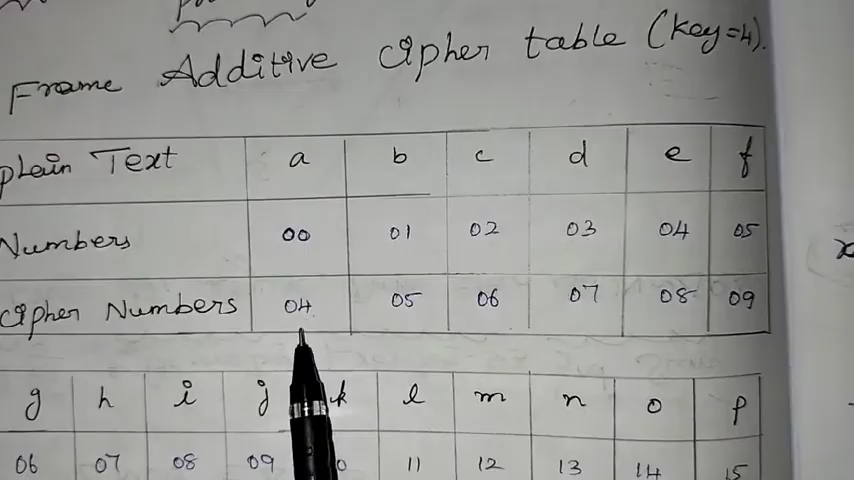 Frame Additive cipher table (key=4).
plain Text a b c d e f
Numbers 00 01 02 03 04 05
cipher Numbers 04 05 06 07 08 09
g h i j k l m n o p
06 07 08 09 11 12 13 14 15